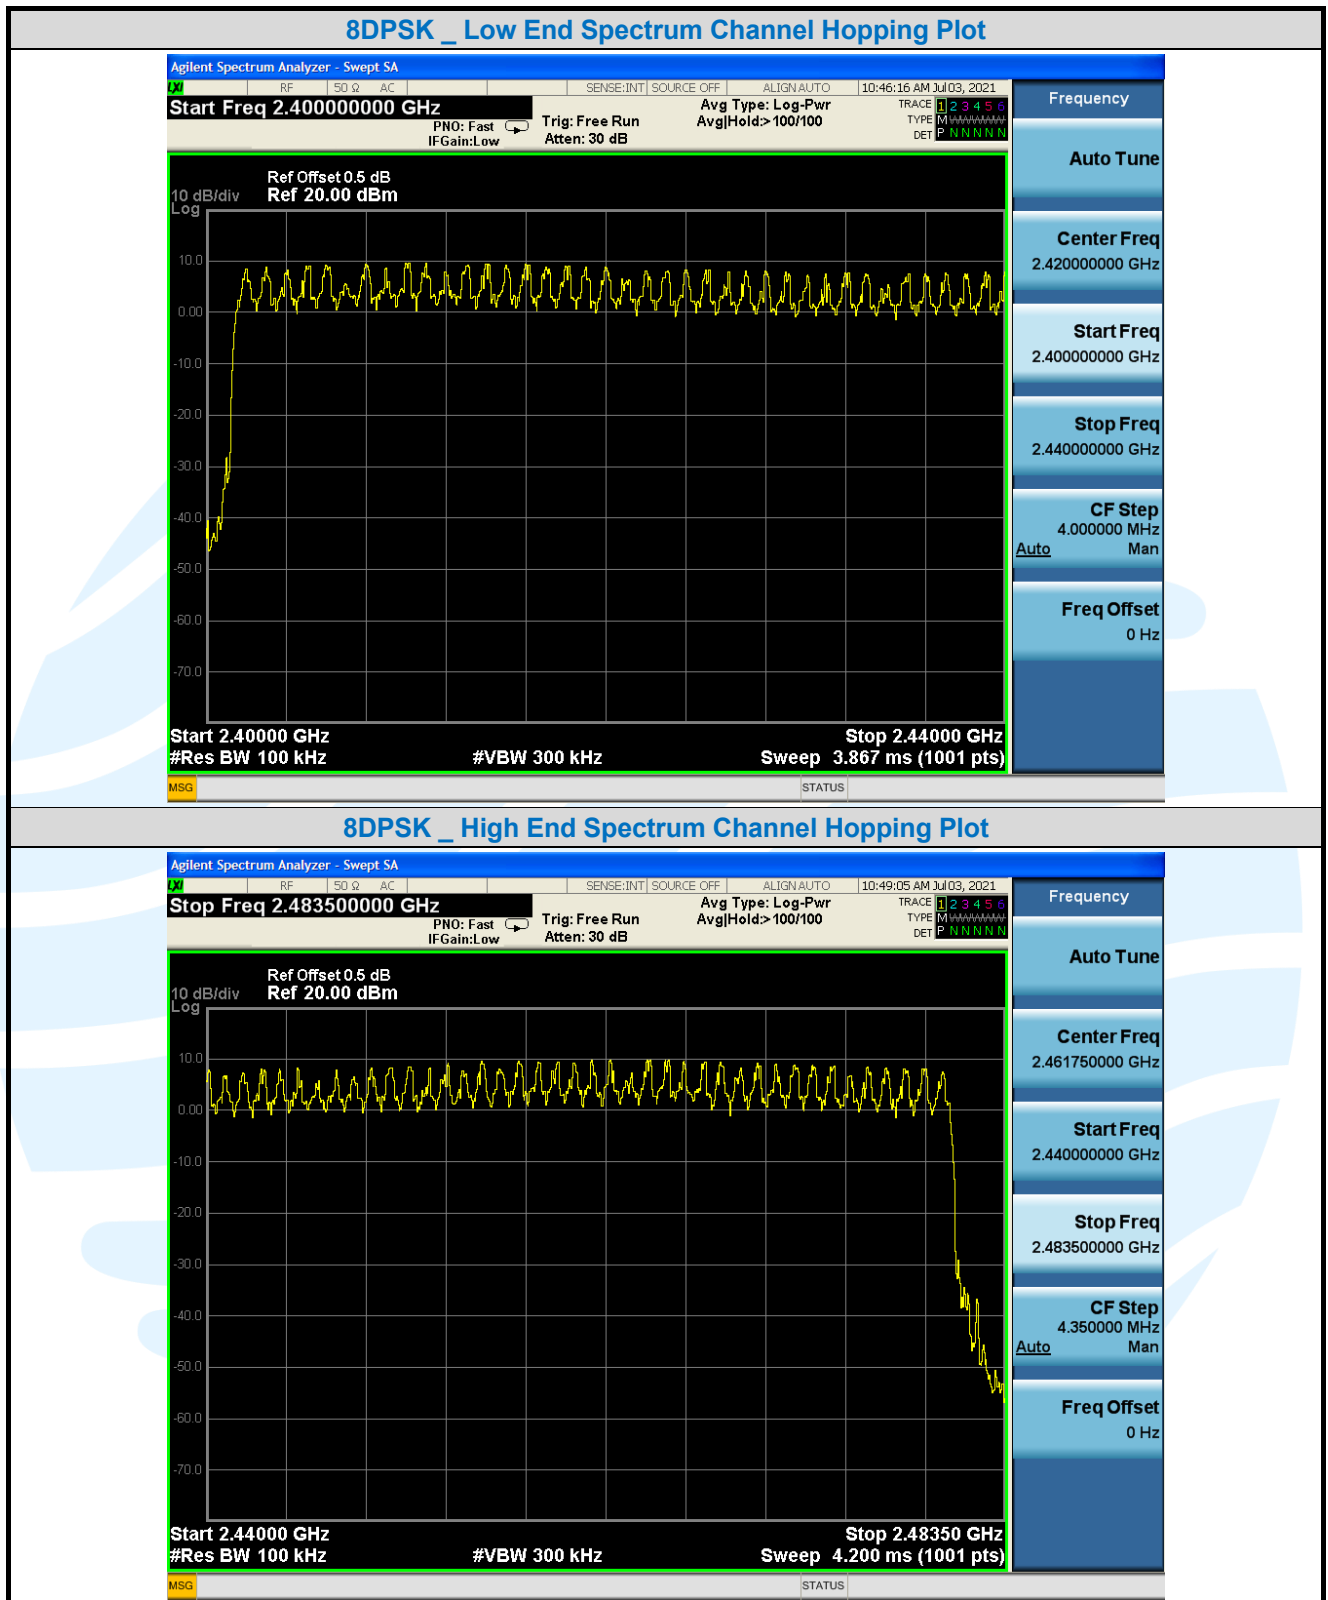 8DPSK _ Low End Spectrum Channel Hopping Plot
Agilent Spectrum Analyzer - Swept SA
LXI RF 50 Ω AC SENSE:INT SOURCE OFF ALIGN AUTO 10:46:16 AM Jul 03, 2021
Start Freq 2.400000000 GHz
PNO: Fast
IFGain:Low
Trig: Free Run
Atten: 30 dB
Avg Type: Log-Pwr
Avg|Hold:> 100/100
TRACE 1 2 3 4 5 6
TYPE M WWWWW
DET P N N N N N
Ref Offset 0.5 dB
10 dB/div Ref 20.00 dBm
Log
10.0
0.00
-10.0
-20.0
-30.0
-40.0
-50.0
-60.0
-70.0
Start 2.40000 GHz Stop 2.44000 GHz
#Res BW 100 kHz #VBW 300 kHz Sweep 3.867 ms (1001 pts)
MSG STATUS
Frequency
Auto Tune
Center Freq
2.420000000 GHz
Start Freq
2.400000000 GHz
Stop Freq
2.440000000 GHz
CF Step
4.000000 MHz
Auto Man
Freq Offset
0 Hz
8DPSK _ High End Spectrum Channel Hopping Plot
Agilent Spectrum Analyzer - Swept SA
LXI RF 50 Ω AC SENSE:INT SOURCE OFF ALIGN AUTO 10:49:05 AM Jul 03, 2021
Stop Freq 2.483500000 GHz
PNO: Fast
IFGain:Low
Trig: Free Run
Atten: 30 dB
Avg Type: Log-Pwr
Avg|Hold:> 100/100
TRACE 1 2 3 4 5 6
TYPE M WWWWW
DET P N N N N N
Ref Offset 0.5 dB
10 dB/div Ref 20.00 dBm
Log
10.0
0.00
-10.0
-20.0
-30.0
-40.0
-50.0
-60.0
-70.0
Start 2.44000 GHz Stop 2.48350 GHz
#Res BW 100 kHz #VBW 300 kHz Sweep 4.200 ms (1001 pts)
MSG STATUS
Frequency
Auto Tune
Center Freq
2.461750000 GHz
Start Freq
2.440000000 GHz
Stop Freq
2.483500000 GHz
CF Step
4.350000 MHz
Auto Man
Freq Offset
0 Hz